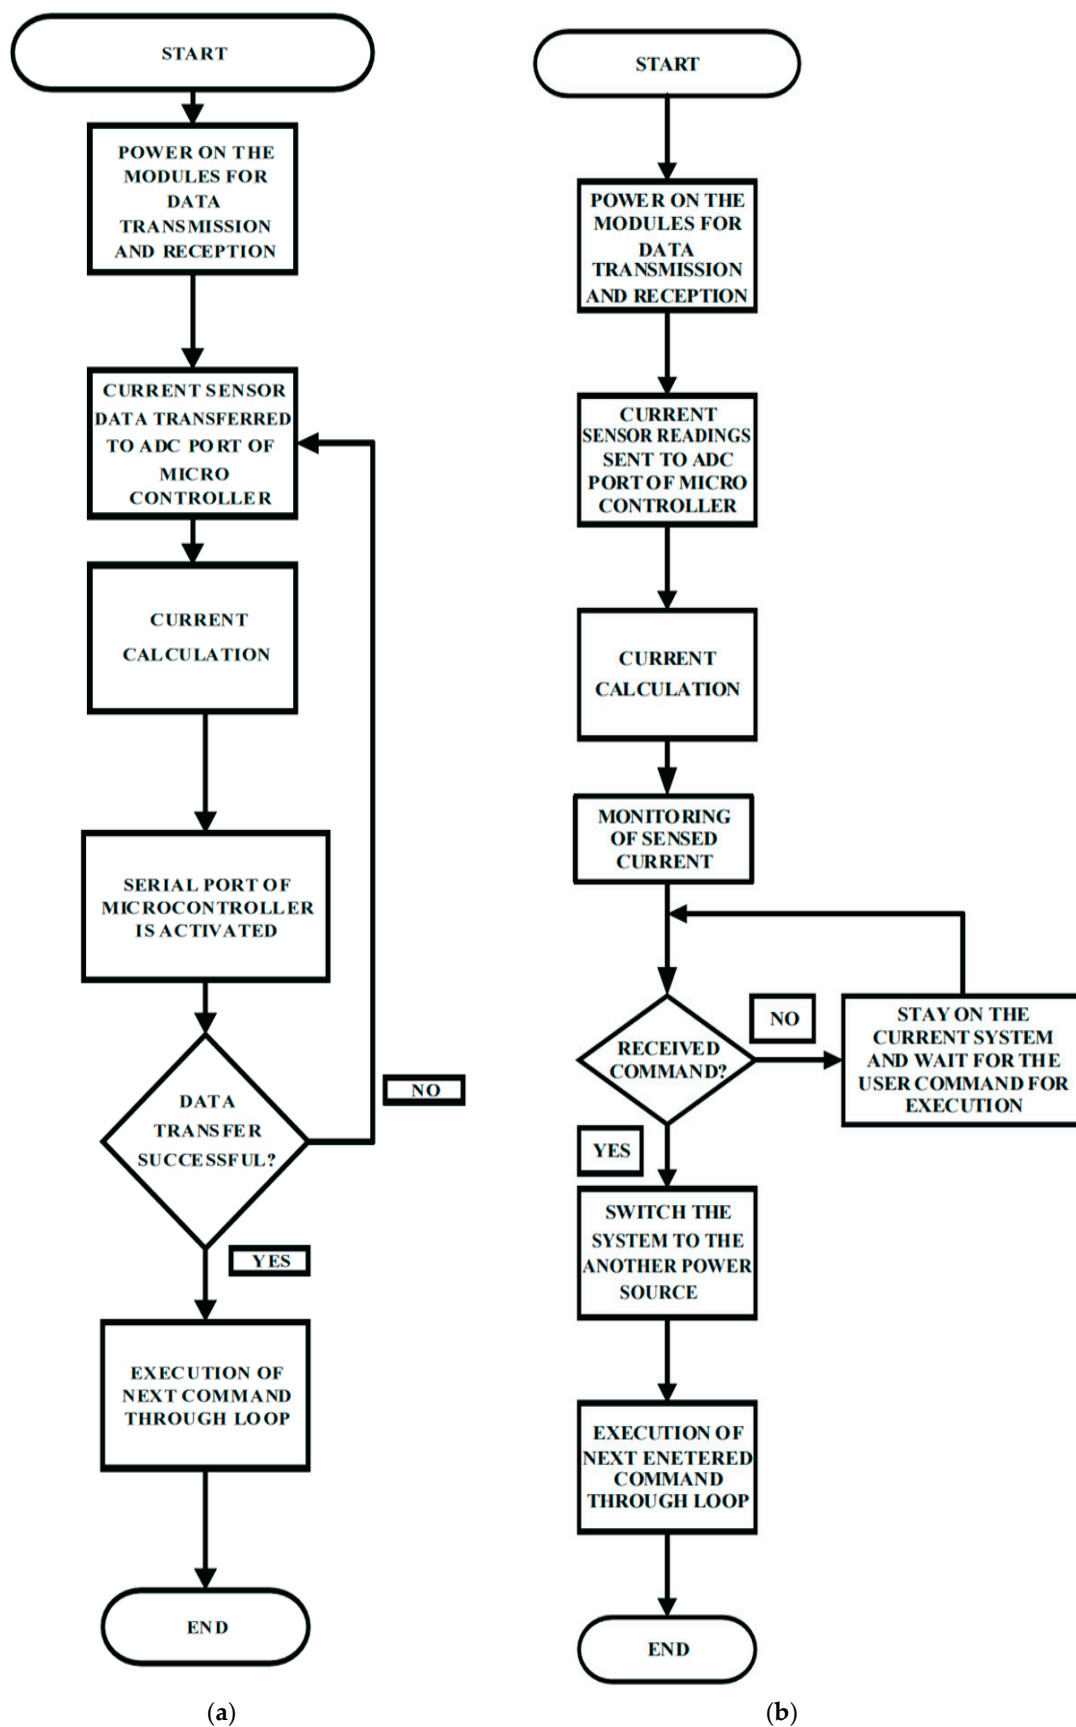 START
POWER ON THE
MODULES FOR
DATA
TRANSMISSION
AND RECEPTION
CURRENT SENSOR
DATA TRANSFERRED
TO ADC PORT OF
MICRO
CONTROLLER
CURRENT
CALCULATION
SERIAL PORT OF
MICROCONTROLLER
IS ACTIVATED
DATA
TRANSFER
SUCCESSFUL?
NO
YES
EXECUTION OF
NEXT COMMAND
THROUGH LOOP
END
(a)
START
POWER ON THE
MODULES FOR
DATA
TRANSMISSION
AND RECEPTION
CURRENT
SENSOR READINGS
SENT TO ADC
PORT OF MICRO
CONTROLLER
CURRENT
CALCULATION
MONITORING
OF SENSED
CURRENT
RECEIVED
COMMAND?
NO
STAY ON THE
CURRENT SYSTEM
AND WAIT FOR THE
USER COMMAND FOR
EXECUTION
YES
SWITCH THE
SYSTEM TO THE
ANOTHER POWER
SOURCE
EXECUTION OF
NEXT ENETERED
COMMAND
THROUGH LOOP
END
(b)